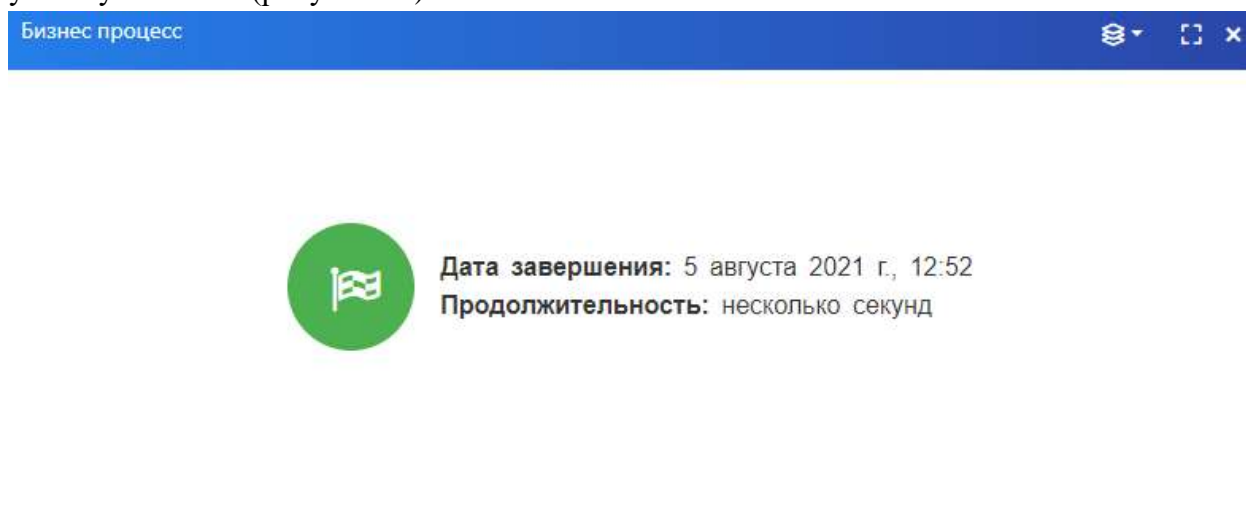 Бизнес процесс
Дата завершения: 5 августа 2021 г., 12:52
Продолжительность: несколько секунд